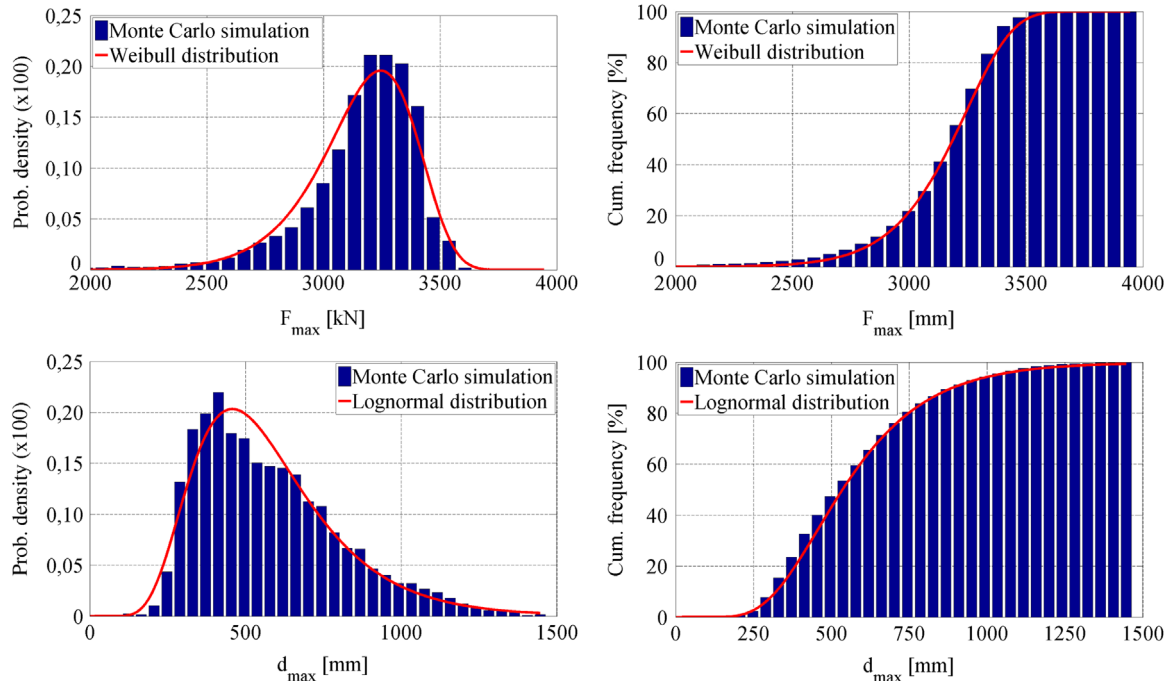 0,25
0,20
0,15
0,10
0,05
0
Prob. density (x100)
Monte Carlo simulation
Weibull distribution
2000 2500 3000 3500 4000
F_max [kN]
100
80
60
40
20
0
Cum. frequency [%]
Monte Carlo simulation
Weibull distribution
2000 2500 3000 3500 4000
F_max [mm]
0,25
0,20
0,15
0,10
0,05
0
Prob. density (x100)
Monte Carlo simulation
Lognormal distribution
0 500 1000 1500
d_max [mm]
100
80
60
40
20
0
Cum. frequency [%]
Monte Carlo simulation
Lognormal distribution
0 250 500 750 1000 1250 1500
d_max [mm]